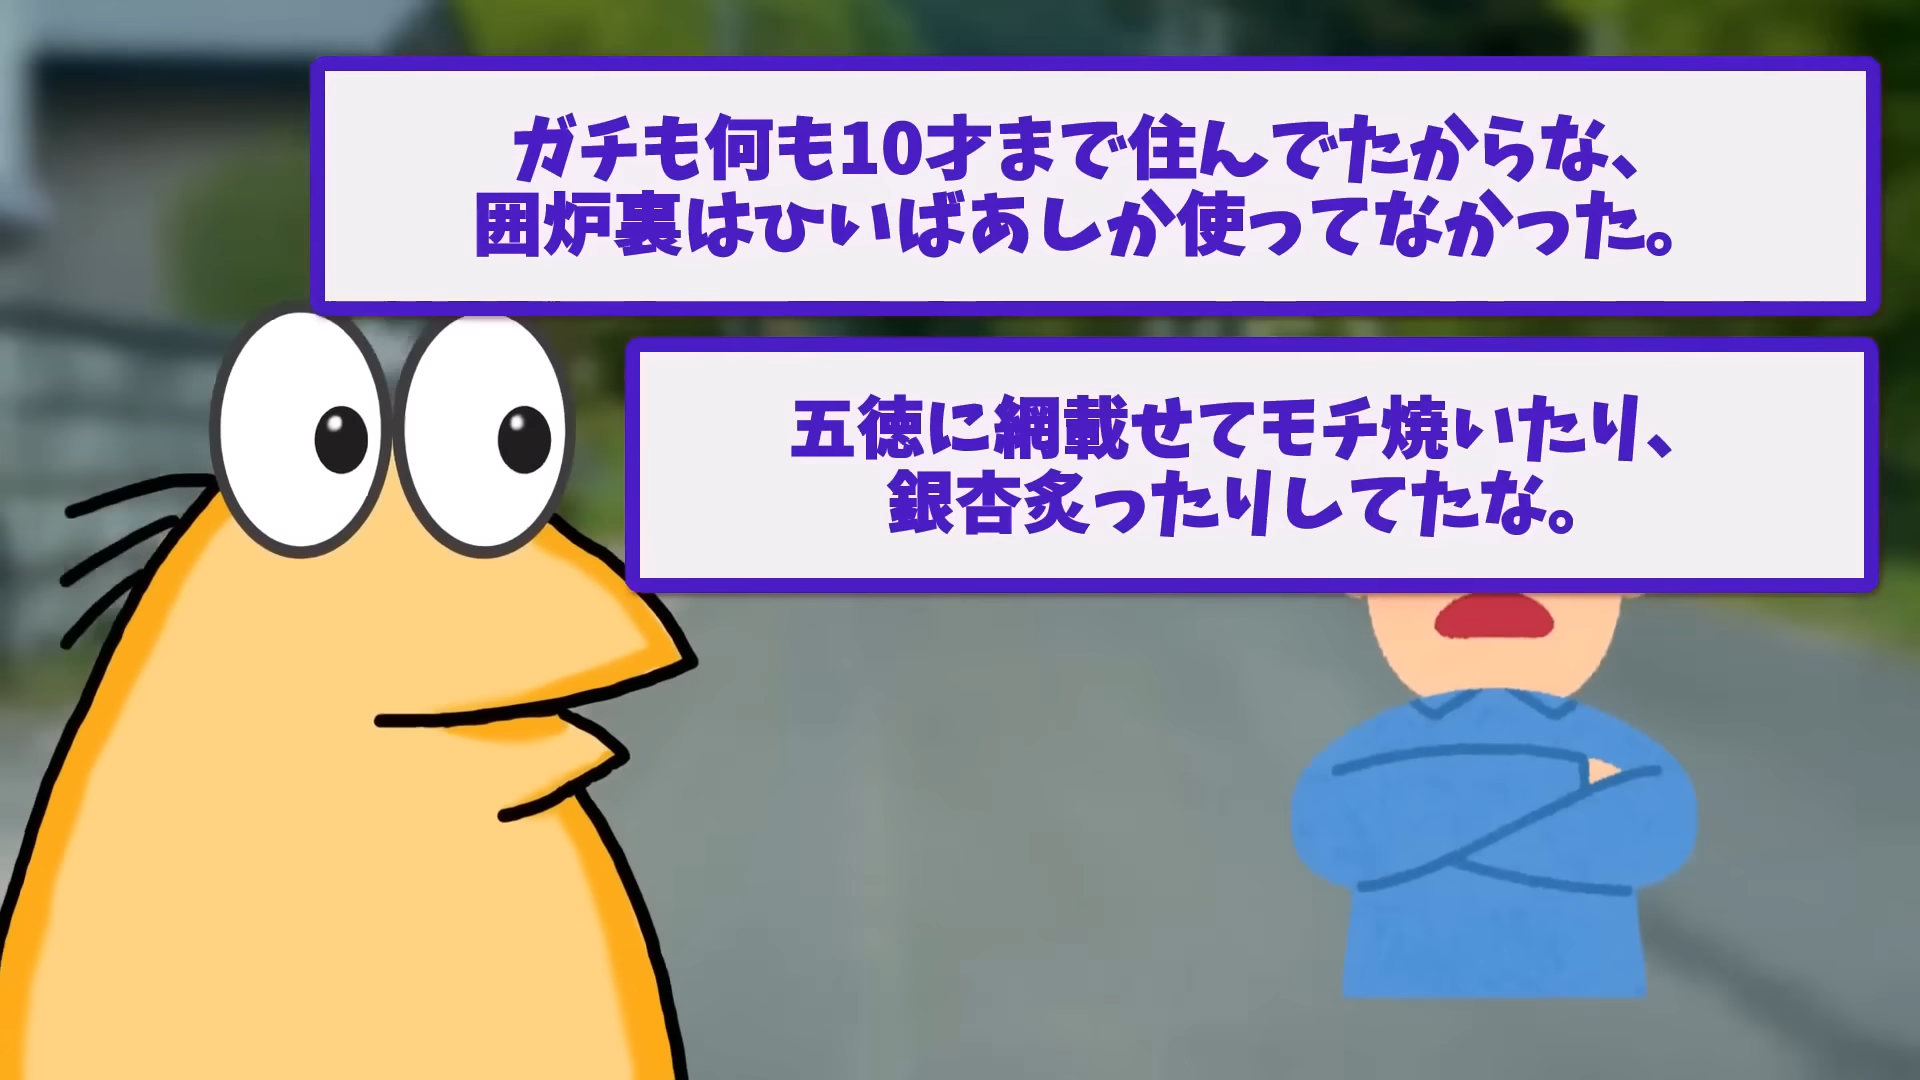 ガチも何も10才まで住んでたからな、
囲炉裏はひいばあしか使ってなかった。
五徳に網載せてモチ焼いたり、
銀杏炙ったりしてたな。